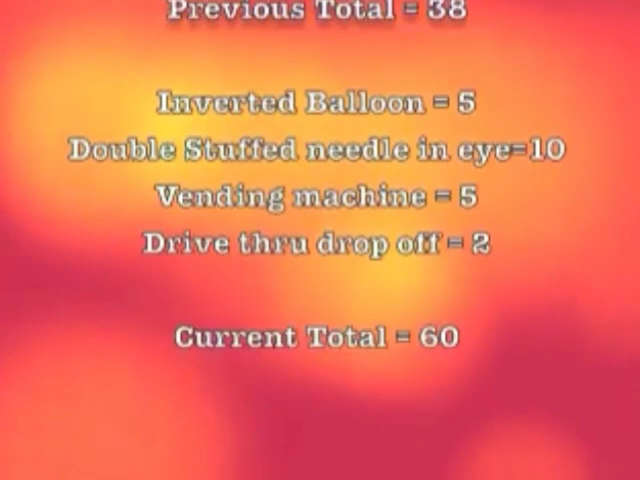 Previous Total = 38
Inverted Balloon = 5
Double Stuffed needle in eye=10
Vending machine = 5
Drive thru drop off = 2
Current Total = 60